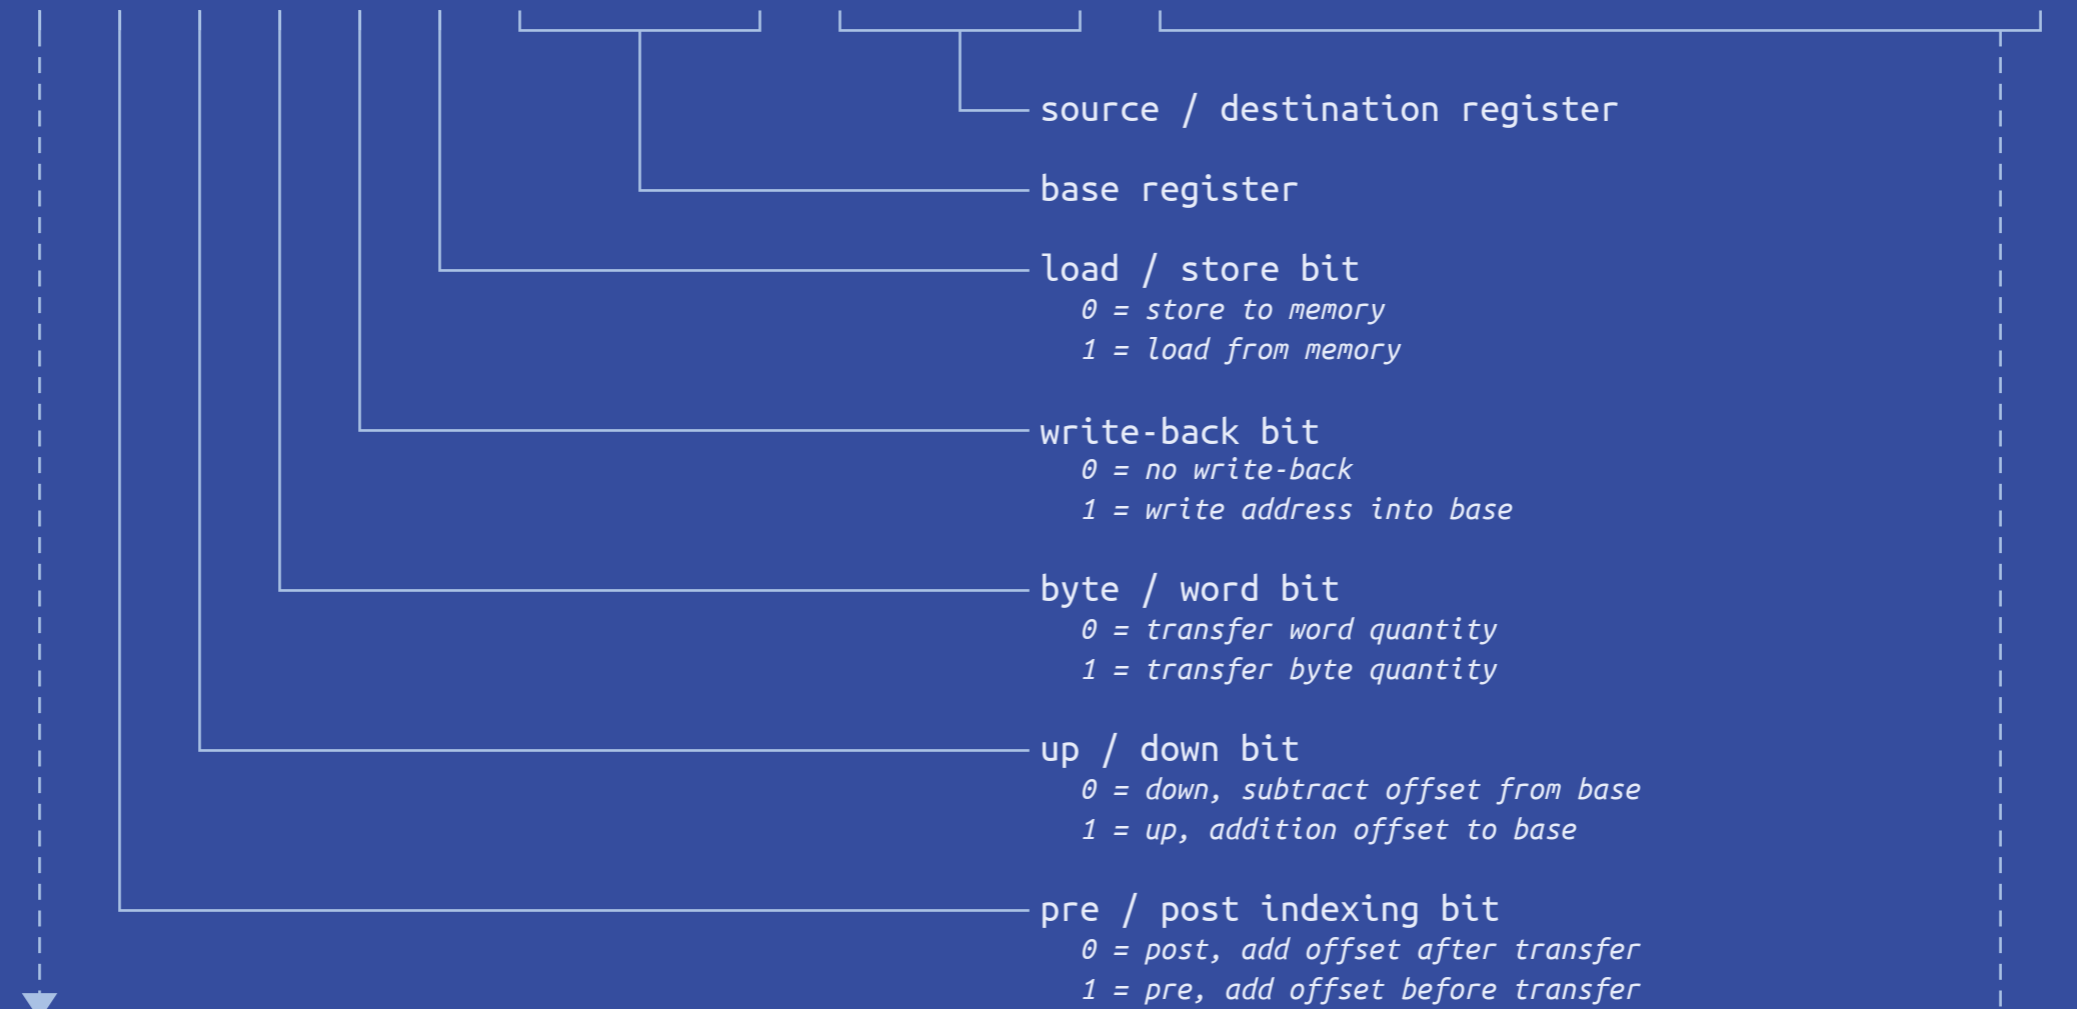 source / destination register
base register
load / store bit
0 = store to memory
1 = load from memory
write-back bit
0 = no write-back
1 = write address into base
byte / word bit
0 = transfer word quantity
1 = transfer byte quantity
up / down bit
0 = down, subtract offset from base
1 = up, addition offset to base
pre / post indexing bit
0 = post, add offset after transfer
1 = pre, add offset before transfer